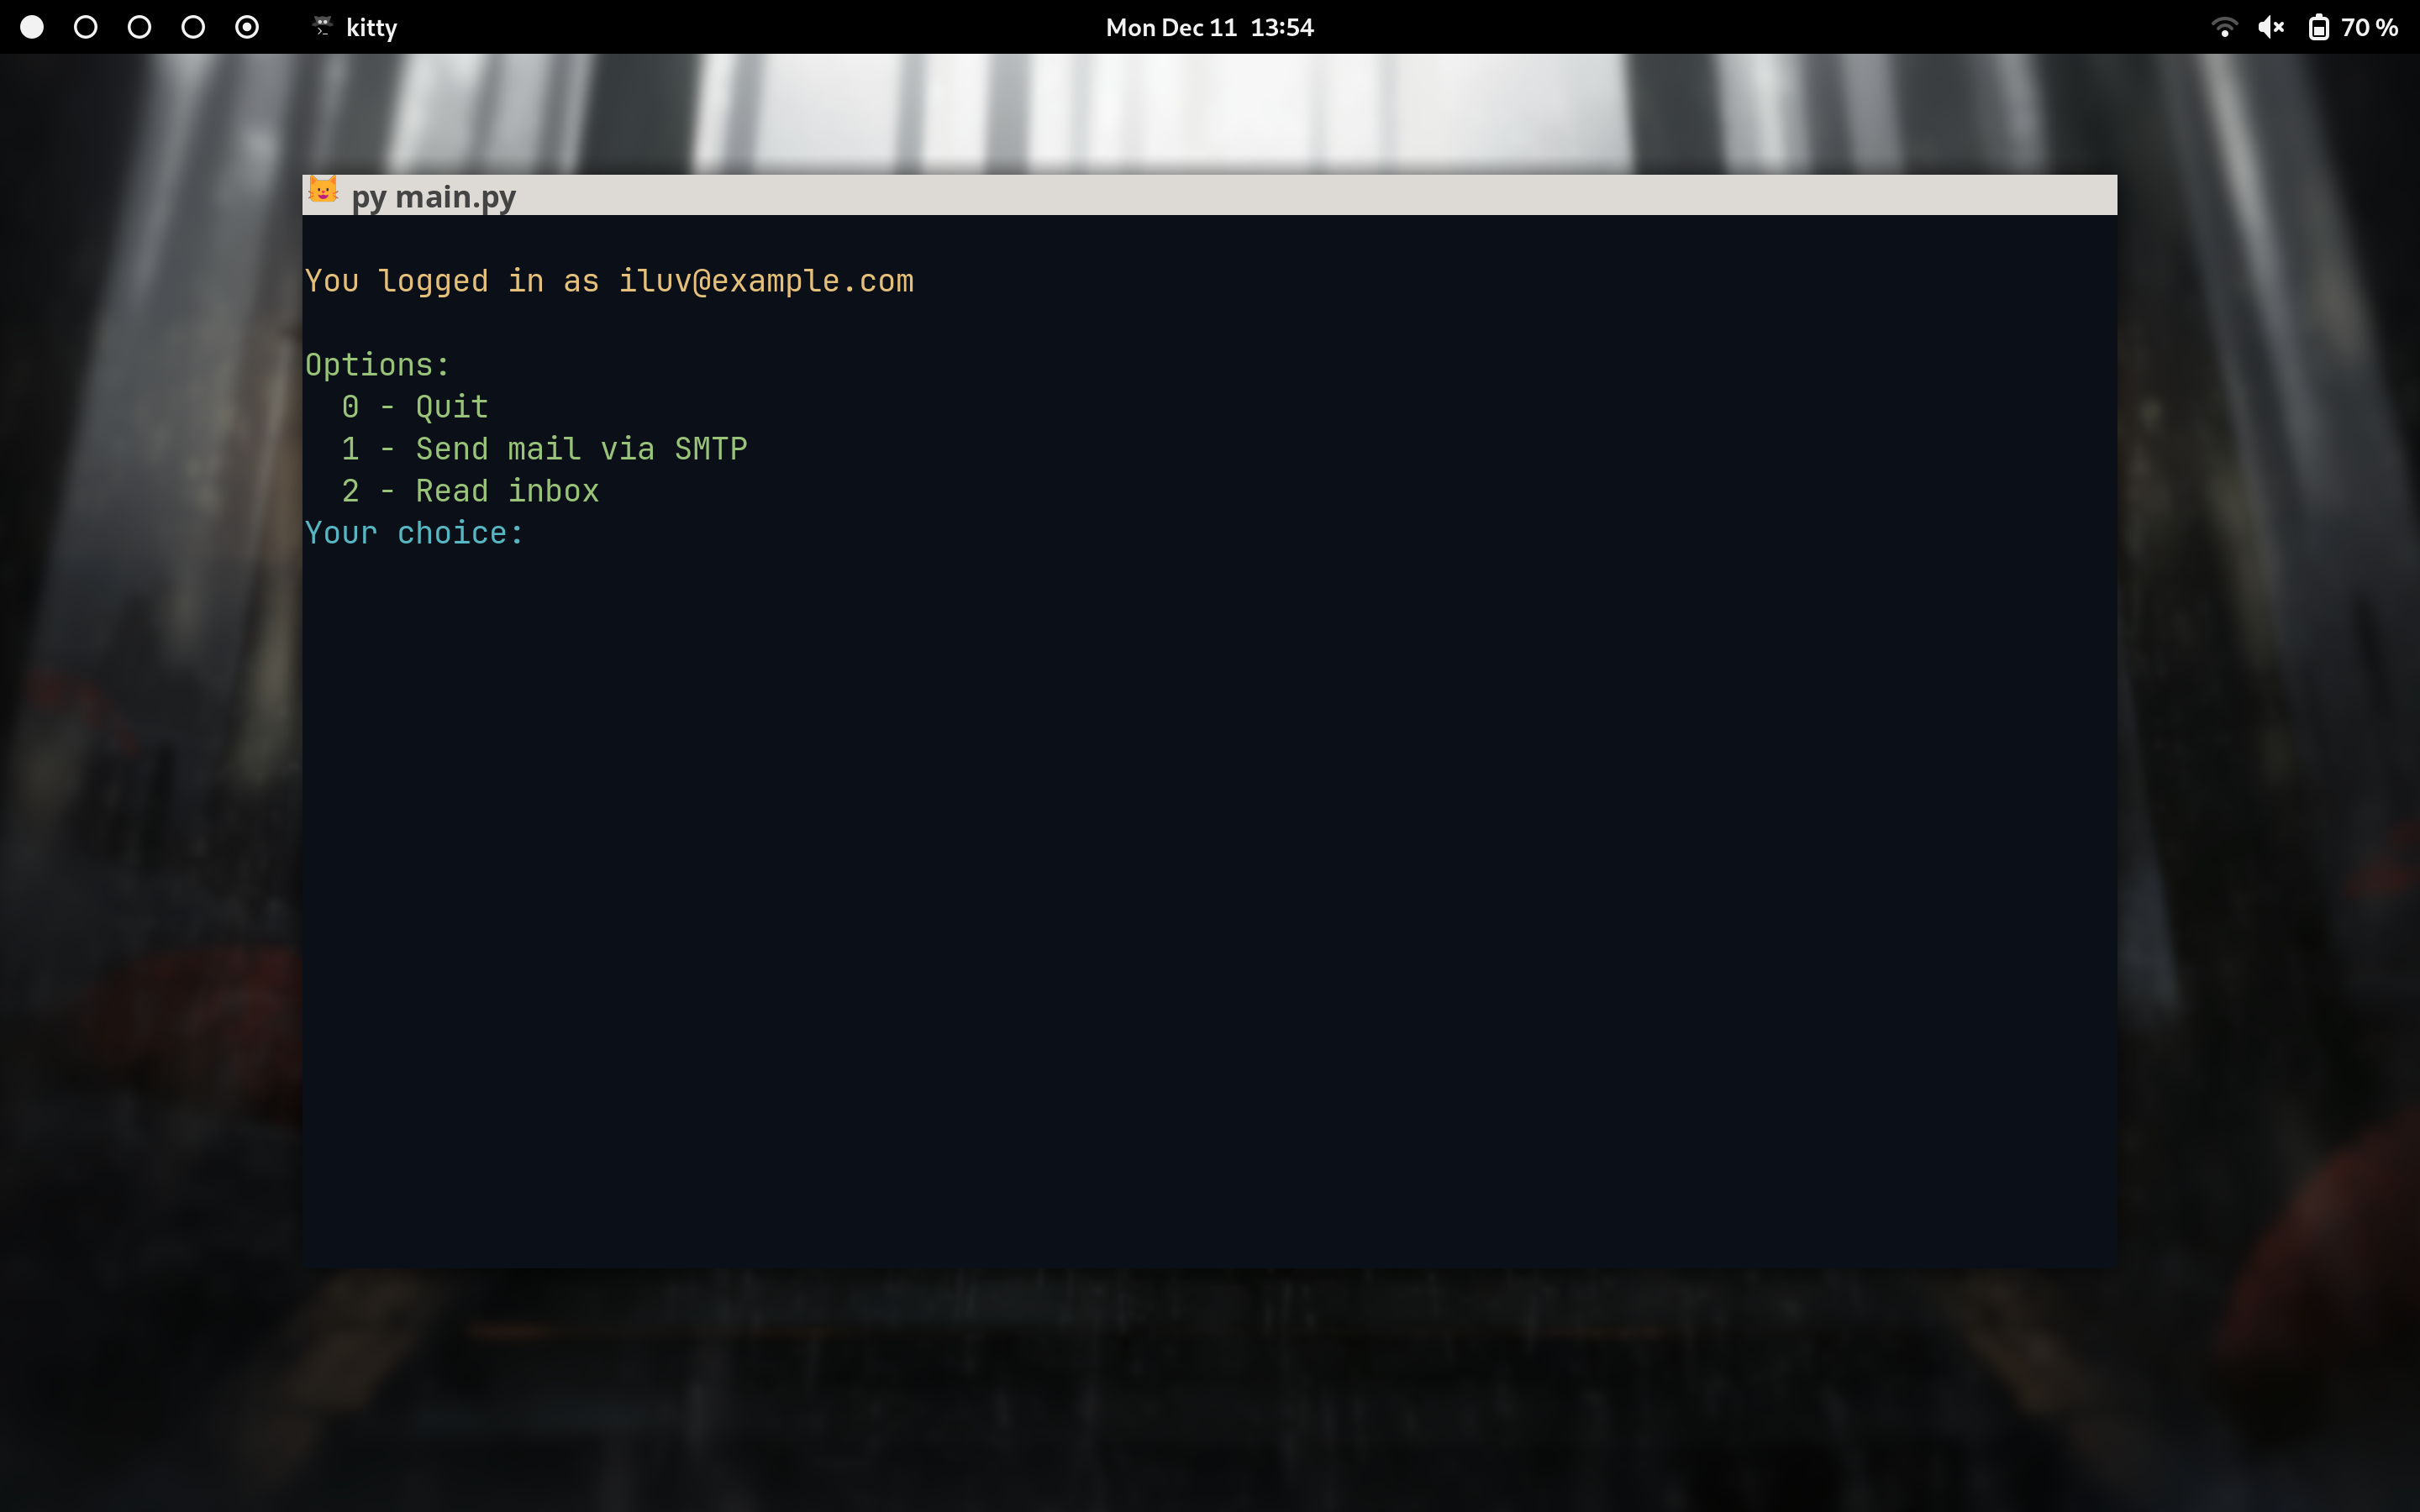 kitty
Mon Dec 11 13:54
70 %
py main.py
You logged in as iluv@example.com
Options:
0 - Quit
1 - Send mail via SMTP
2 - Read inbox
Your choice: